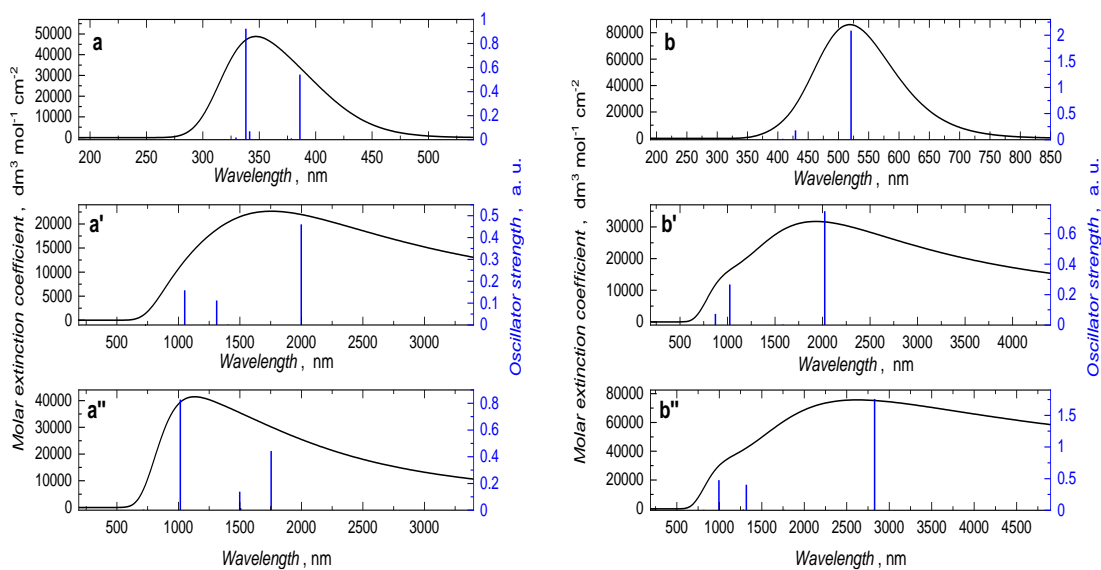 a
50000
40000
30000
20000
10000
0
1
0.8
0.6
0.4
0.2
0
200 250 300 350 400 450 500
Wavelength , nm
b
80000
60000
40000
20000
0
2
1.5
1
0.5
0
200 250 300 350 400 450 500 550 600 650 700 750 800 850
Wavelength , nm
a'
20000
15000
10000
5000
0
0.5
0.4
0.3
0.2
0.1
0
500 1000 1500 2000 2500 3000
Wavelength , nm
b'
30000
20000
10000
0
0.6
0.4
0.2
0
500 1000 1500 2000 2500 3000 3500 4000
Wavelength , nm
a"
40000
30000
20000
10000
0
0.8
0.6
0.4
0.2
0
500 1000 1500 2000 2500 3000
Wavelength , nm
b"
80000
60000
40000
20000
0
1.5
1
0.5
0
500 1000 1500 2000 2500 3000 3500 4000 4500
Wavelength , nm
Molar extinction coefficient , dm³ mol⁻¹ cm⁻²
Oscillator strength , a. u.
Molar extinction coefficient , dm³ mol⁻¹ cm⁻²
Oscillator strength , a. u.